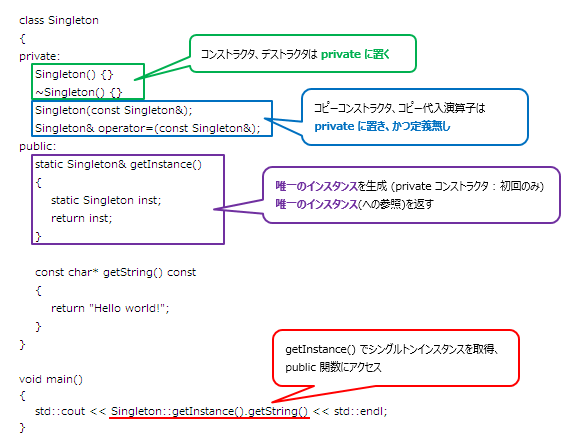 class Singleton
{
private:
Singleton() {}
~Singleton() {}
コンストラクタ、デストラクタは private に置く
Singleton(const Singleton&);
Singleton& operator=(const Singleton&);
コピーコンストラクタ、コピー代入演算子は
private に置き、かつ定義無し
public:
static Singleton& getInstance()
{
static Singleton inst;
return inst;
}
唯一のインスタンスを生成 (private コンストラクタ : 初回のみ)
唯一のインスタンス(への参照)を返す
const char* getString() const
{
return "Hello world!";
}
}
getInstance() でシングルトンインスタンスを取得、
public 関数にアクセス
void main()
{
std::cout << Singleton::getInstance().getString() << std::endl;
}